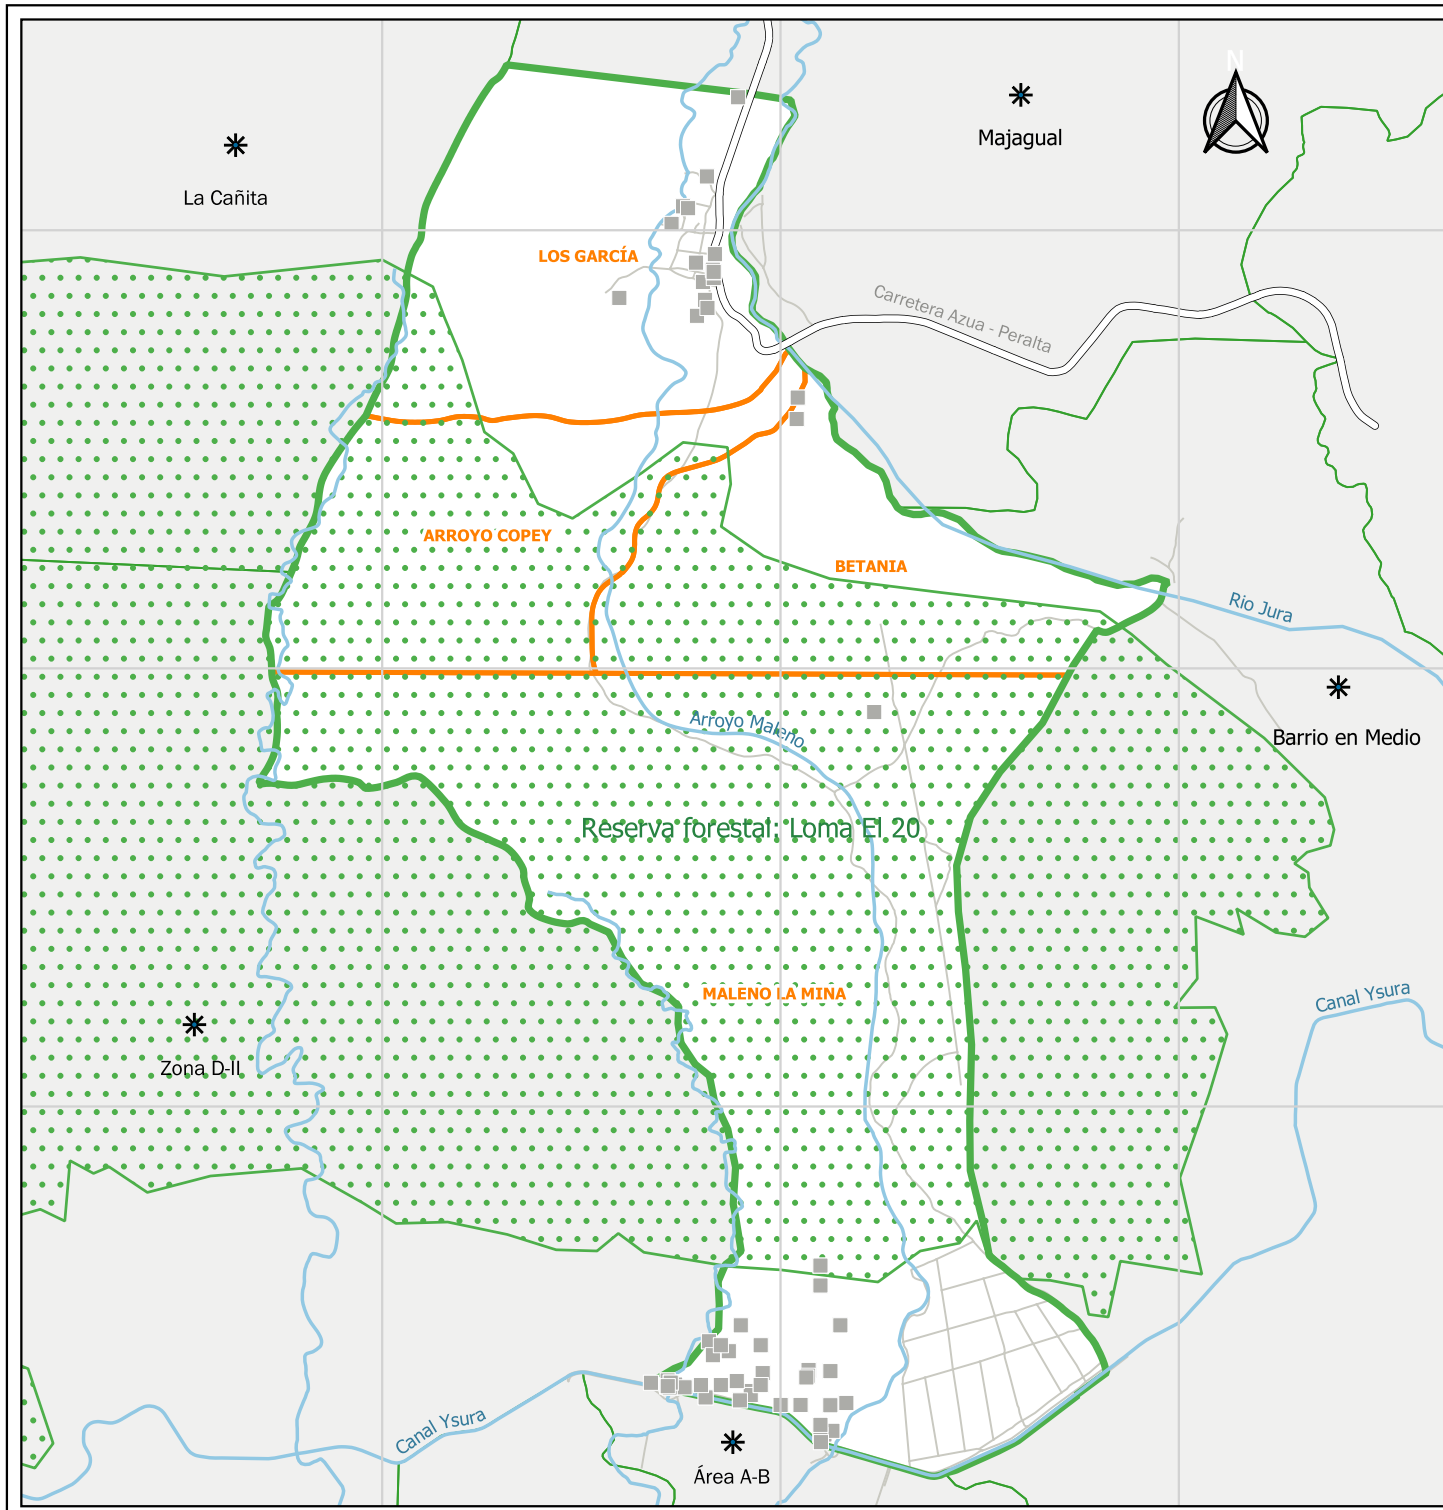 N
Majagual
La Cañita
LOS GARCÍA
Carretera Azua - Peralta
ARROYO COPEY
BETANIA
Rio Jura
Arroyo Maleno
Barrio en Medio
Reserva forestal: Loma El 20
MALENO LA MINA
Canal Ysura
Zona D-II
Canal Ysura
Área A-B